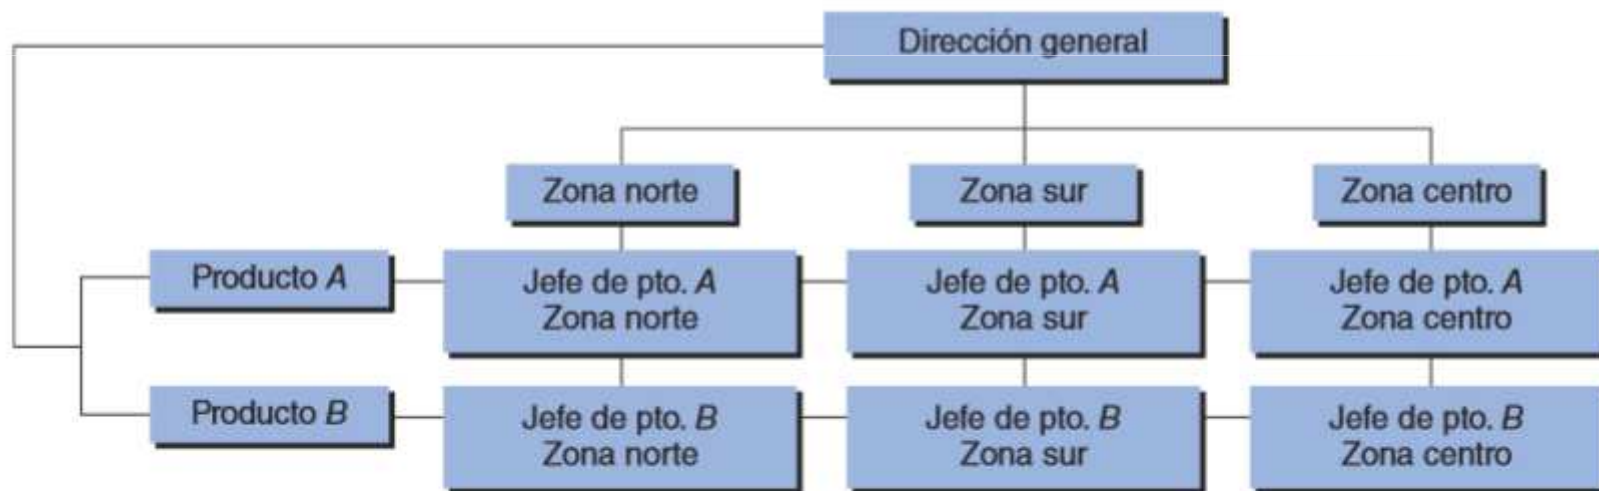 Dirección general
Zona norte
Zona sur
Zona centro
Producto A
Jefe de pto. A
Zona norte
Jefe de pto. A
Zona sur
Jefe de pto. A
Zona centro
Producto B
Jefe de pto. B
Zona norte
Jefe de pto. B
Zona sur
Jefe de pto. B
Zona centro